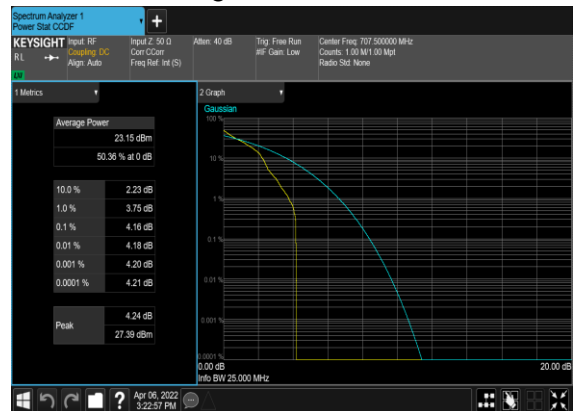 Spectrum Analyzer 1
Power Stat CCDF
+
KEYSIGHT
RL
LW
Input: RF
Coupling: DC
Align: Auto
Input Z: 50 Ω
Corr CCorr
Freq Ref: Int (S)
Atten: 40 dB
Trig: Free Run
#IF Gain: Low
Center Freq: 707.500000 MHz
Counts: 1.00 M/1.00 Mpt
Radio Std: None
1 Metrics
2 Graph
Gaussian
Average Power
23.15 dBm
50.36 % at 0 dB
10.0 % 2.23 dB
1.0 % 3.75 dB
0.1 % 4.16 dB
0.01 % 4.18 dB
0.001 % 4.20 dB
0.0001 % 4.21 dB
Peak
4.24 dB
27.39 dBm
100 %
10 %
1 %
0.1 %
0.01 %
0.001 %
0.0001 %
0.00 dB 20.00 dB
Info BW 25.000 MHz
?
Apr 06, 2022
3:22:57 PM